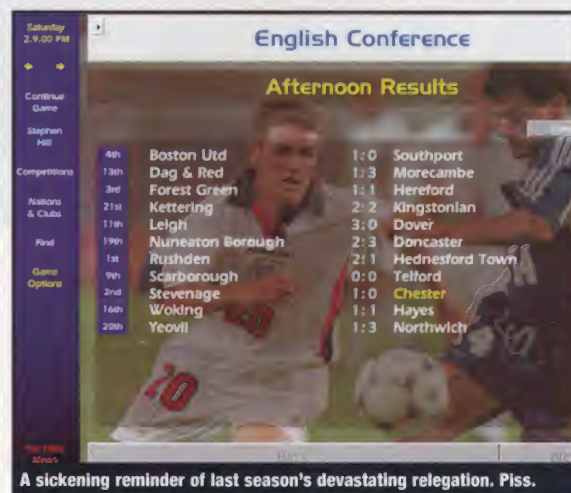 Saturday
2.9.00 PM
English Conference
Afternoon Results
Continue
Game
Stephen
Hill
Competitions
Nations
& Clubs
Find
Game
Options
4th Boston Utd 1:0 Southport
13th Dag & Red 1:3 Morecambe
3rd Forest Green 1:1 Hereford
21st Kettering 2:2 Kingstonian
11th Leigh 3:0 Dover
19th Nuneaton Borough 2:3 Doncaster
1st Rushden 2:1 Hednesford Town
9th Scarborough 0:0 Telford
2nd Stevenage 1:0 Chester
16th Woking 1:1 Hayes
20th Yeovil 1:3 Northwich
20
A sickening reminder of last season's devastating relegation. Piss.